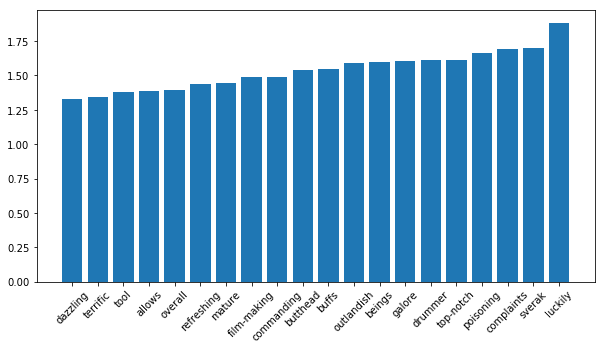 1.75
1.50
1.25
1.00
0.75
0.50
0.25
0.00
dazzling
terrific
tool
allows
overall
refreshing
mature
film-making
commanding
butthead
buffs
outlandish
beings
galore
drummer
top-notch
poisoning
complaints
sverak
luckily